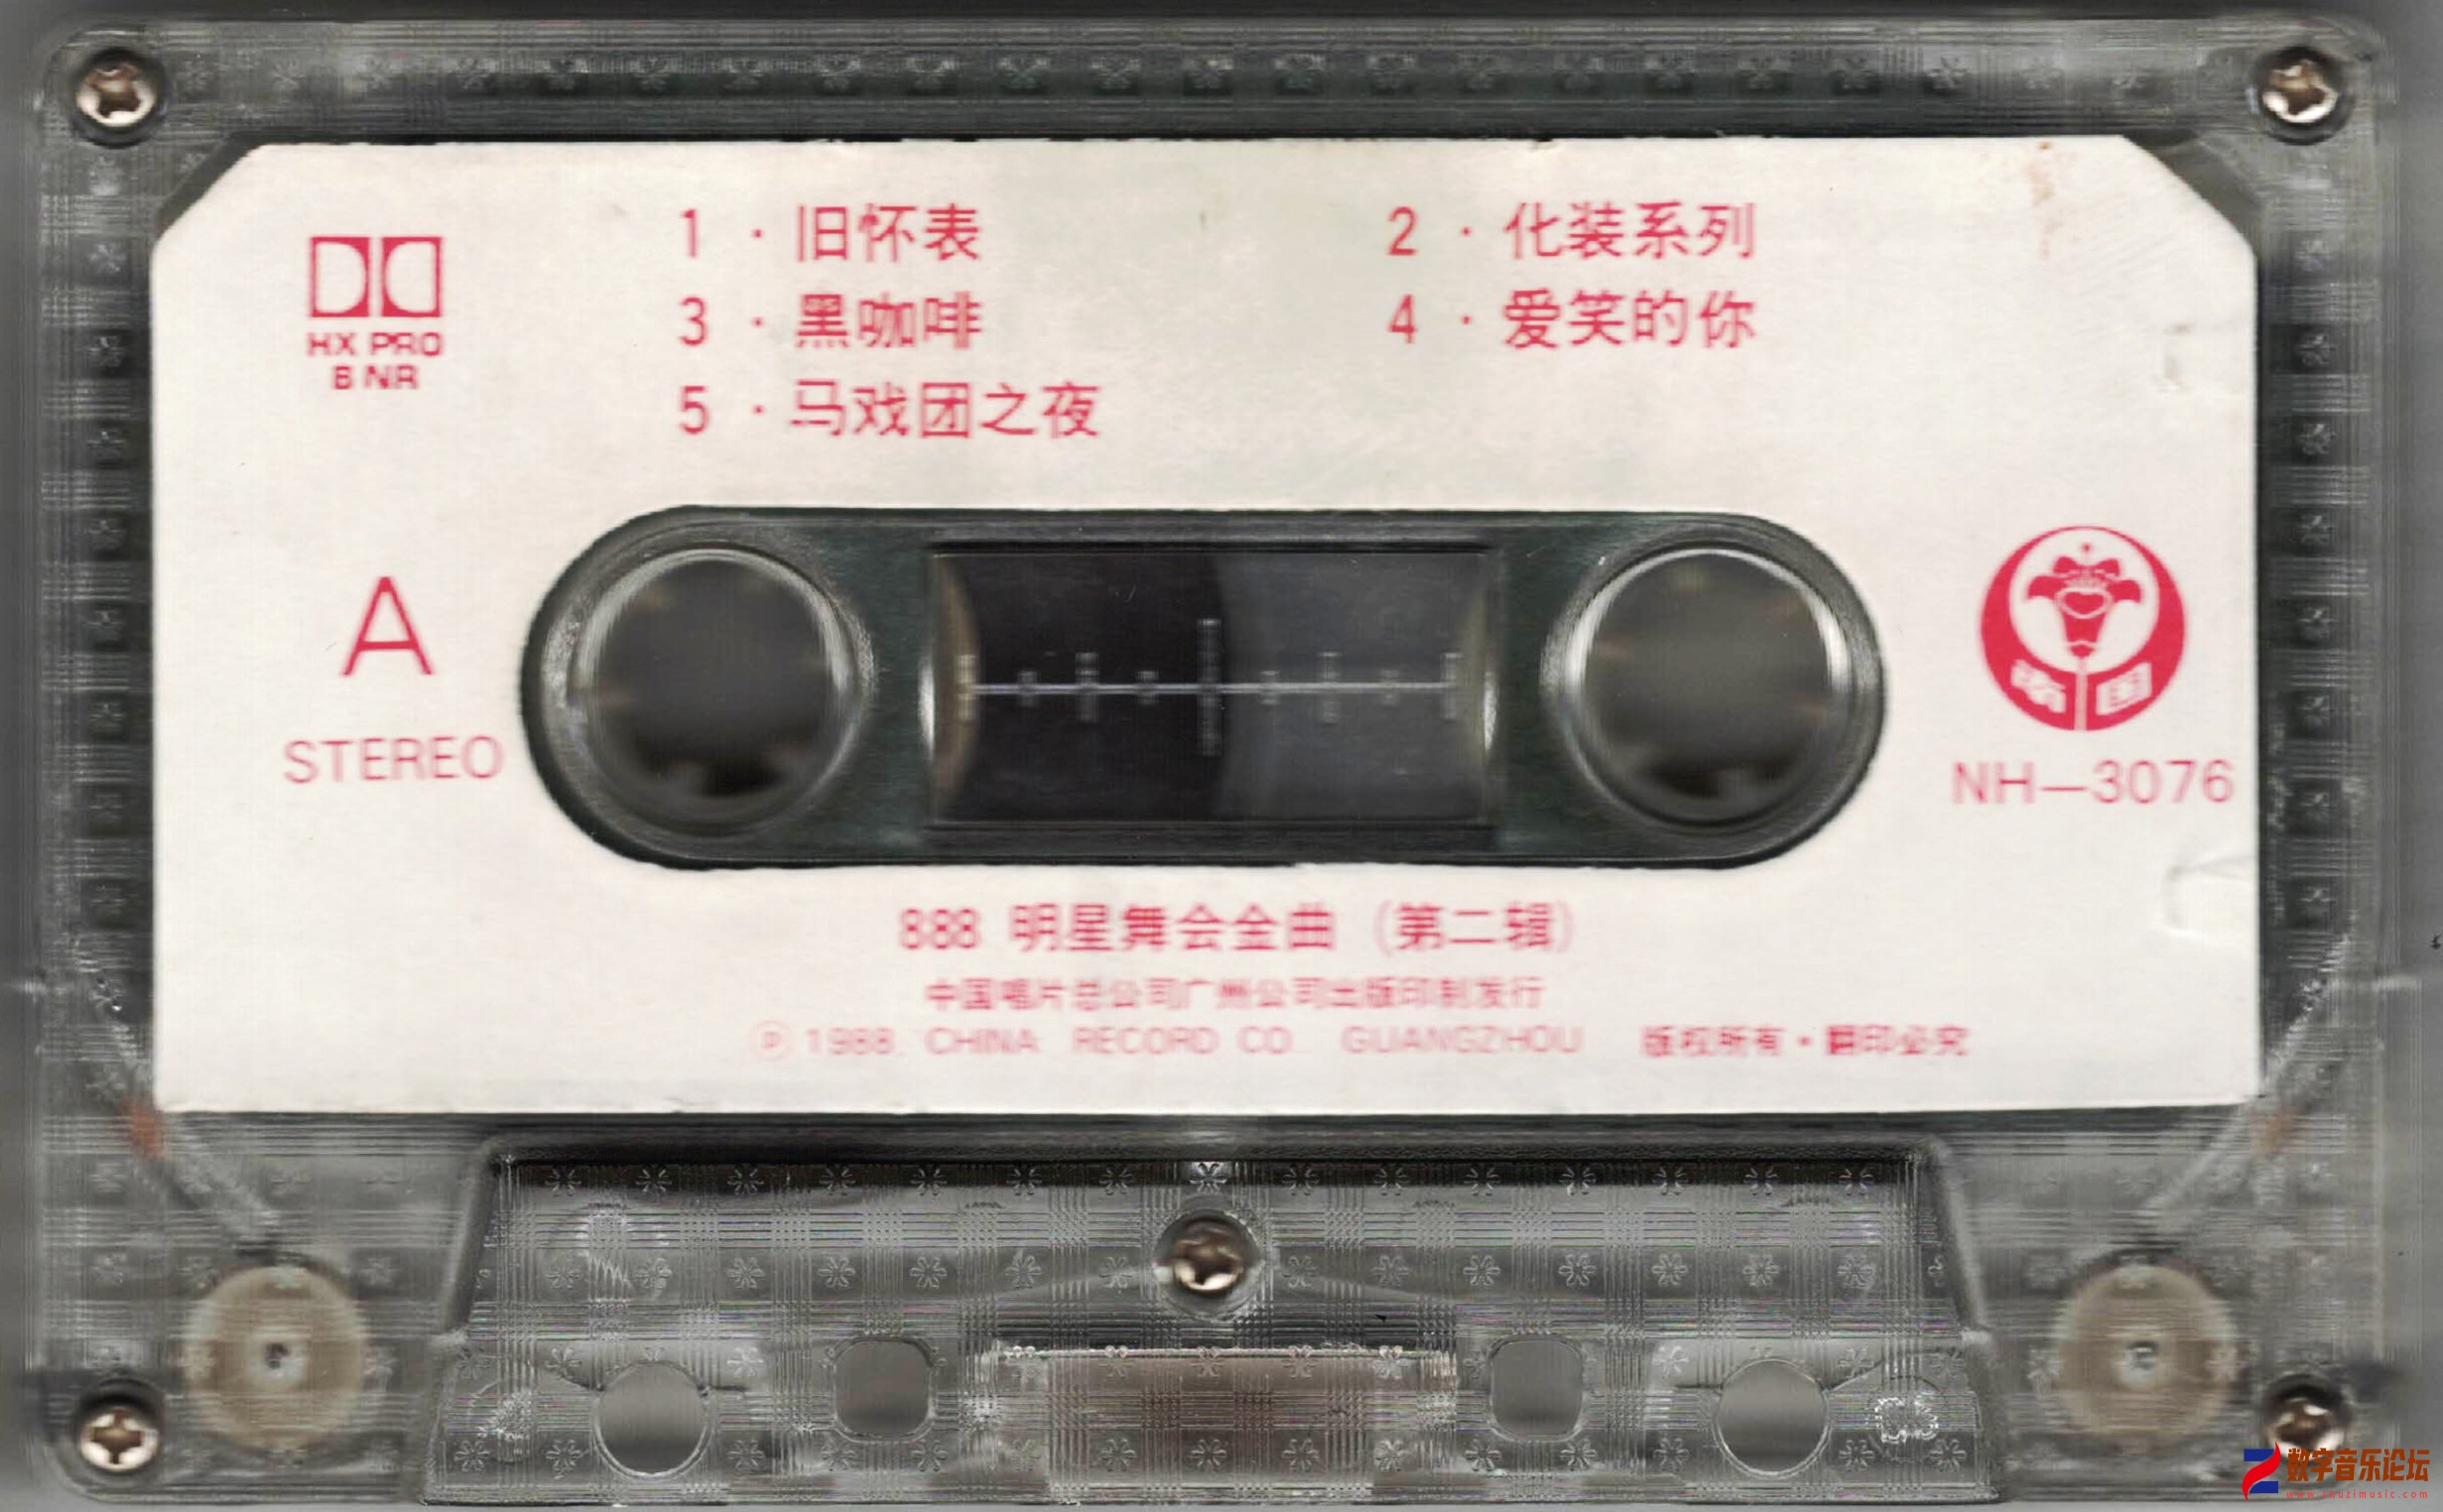 1 · 旧怀表 2 · 化装系列
3 · 黑咖啡 4 · 爱笑的你
5 · 马戏团之夜
HX PRO
B NR
A
STEREO
NH—3076
888 明星舞会金曲（第二辑）
中国唱片总公司广州公司出版印制发行
Ⓟ 1988. CHINA RECORD CO. GUANGZHOU 版权所有·翻印必究
数字音乐论坛